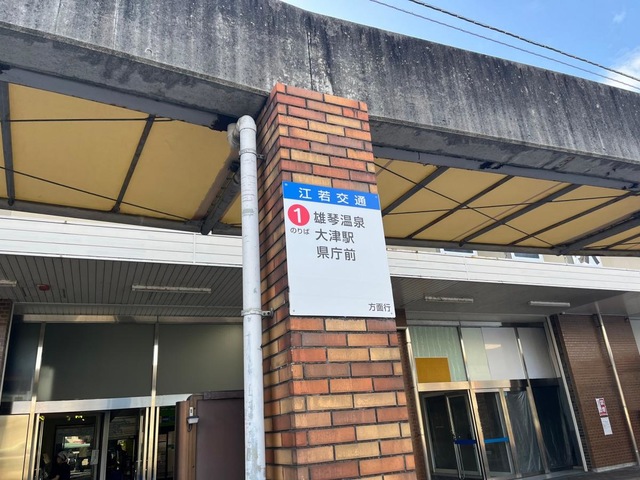 江若交通
1 雄琴温泉
のりば 大津駅
県庁前
方面行